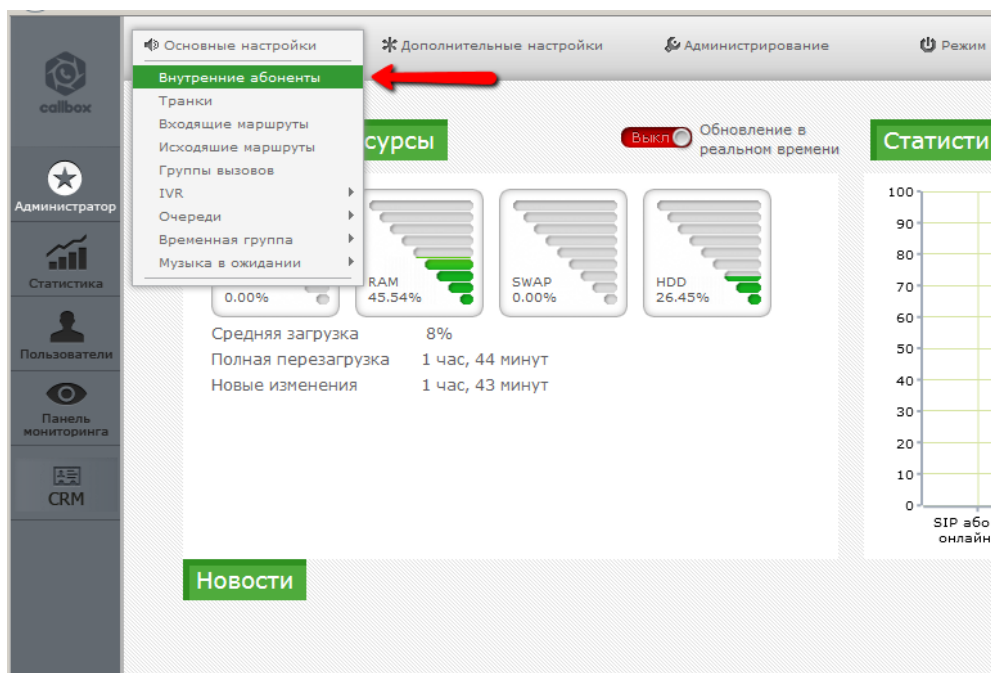 Основные настройки
Дополнительные настройки
Администрирование
Режим
callbox
Внутренние абоненты
Транки
Входящие маршруты
Исходяшие маршруты
Группы вызовов
IVR
Очереди
Временная группа
Музыка в ожидании
Администратор
Статистика
Пользователи
Панель
мониторинга
CRM
сурсы
Выкл
Обновление в
реальном времени
0.00%
RAM
45.54%
SWAP
0.00%
HDD
26.45%
Средняя загрузка 8%
Полная перезагрузка 1 час, 44 минут
Новые изменения 1 час, 43 минут
Статисти
100
90
80
70
60
50
40
30
20
10
0
SIP або
онлайн
Новости